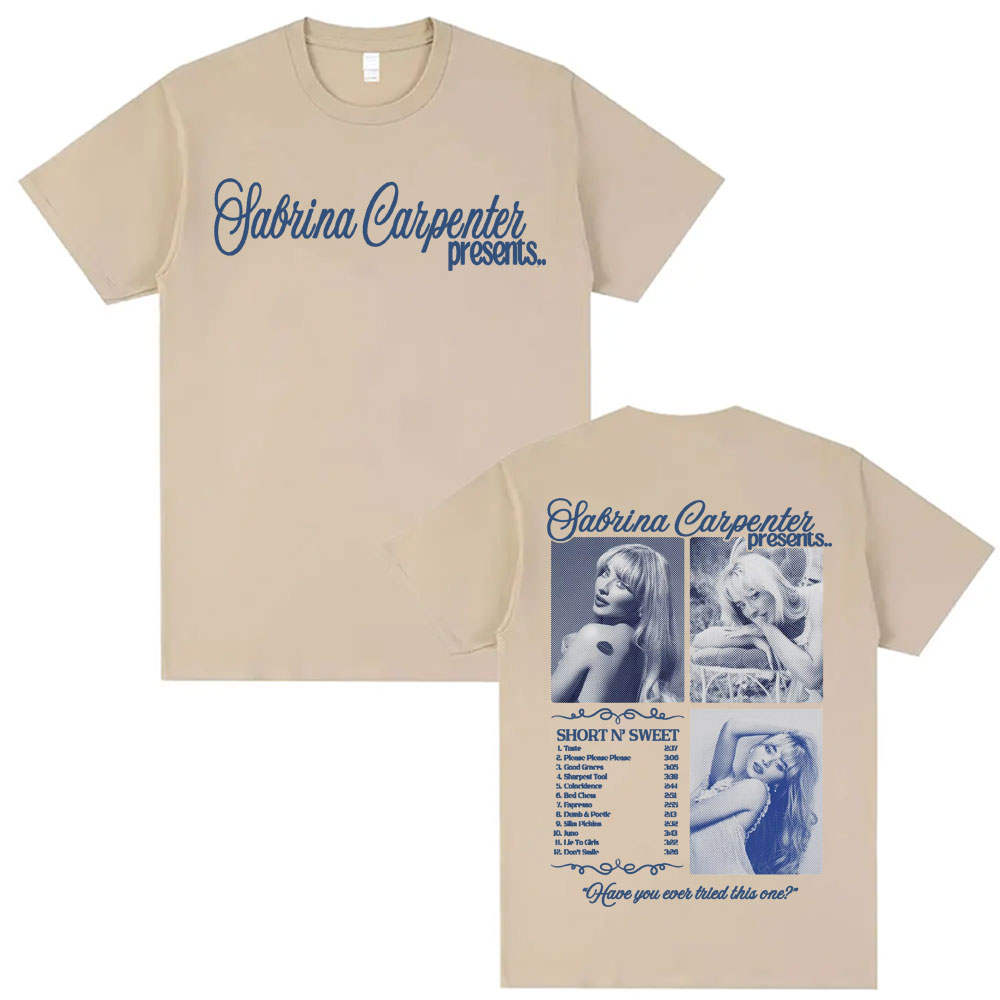 Sabrina Carpenter
presents..
Sabrina Carpenter
presents..
SHORT N' SWEET
1. Taste 2:37
2. Please Please Please 3:06
3. Good Graces 3:05
4. Sharpest Tool 3:38
5. Coincidence 2:44
6. Bed Chem 2:51
7. Espresso 2:55
8. Dumb & Poetic 2:13
9. Slim Pickins 2:32
10. Juno 3:43
11. Lie To Girls 3:22
12. Don't Smile 3:26
"Have you ever tried this one?"